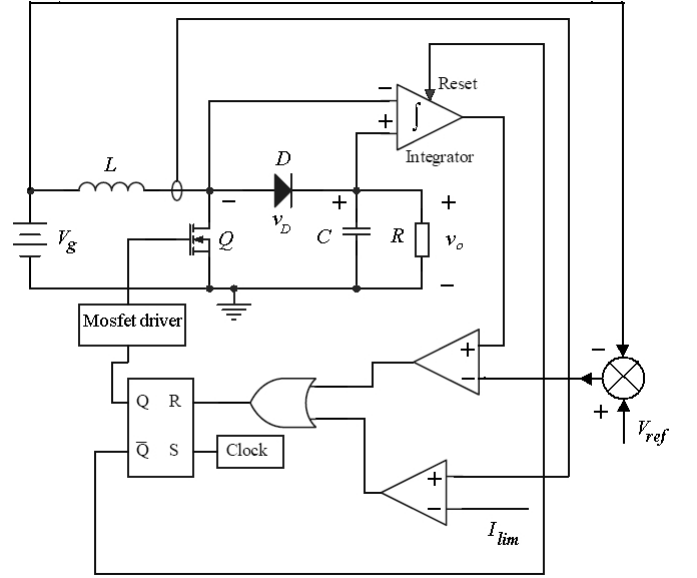 Reset
−
+
∫
Integrator
L
D
−
+
+
v_D
V_g
Q
C
R
v_o
−
Mosfet driver
+
−
−
+
V_ref
Q R
Q̅ S
Clock
+
−
I_lim